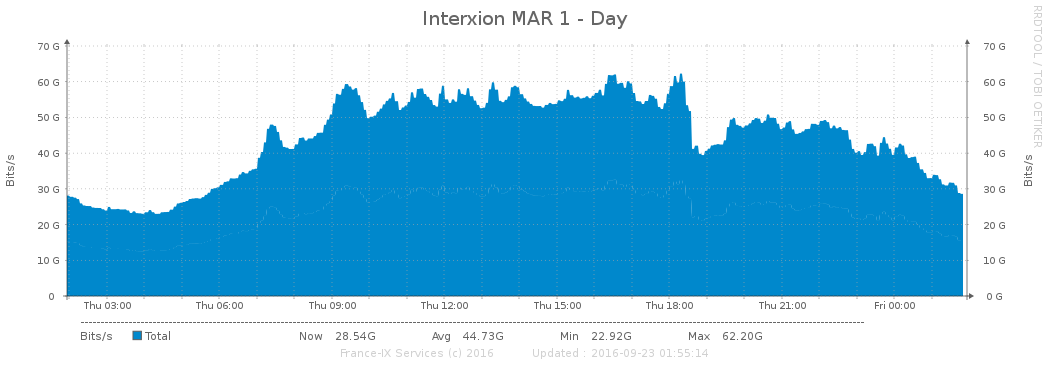 Interxion MAR 1 - Day
RRDTOOL / TOBI OETIKER
Bits/s
70 G
60 G
50 G
40 G
30 G
20 G
10 G
0
70 G
60 G
50 G
40 G
30 G
20 G
10 G
0 G
Bits/s
Thu 03:00 Thu 06:00 Thu 09:00 Thu 12:00 Thu 15:00 Thu 18:00 Thu 21:00 Fri 00:00
Bits/s Total Now 28.54G Avg 44.73G Min 22.92G Max 62.20G
France-IX Services (c) 2016 Updated : 2016-09-23 01:55:14